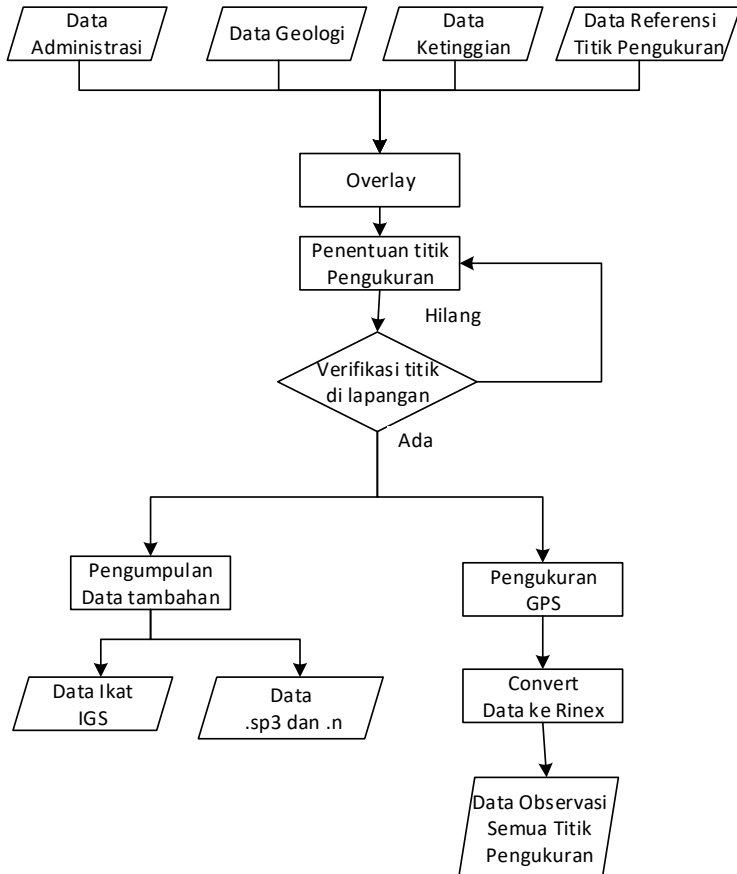 Data
Administrasi
Data Geologi
Data
Ketinggian
Data Referensi
Titik Pengukuran
Overlay
Penentuan titik
Pengukuran
Hilang
Verifikasi titik
di lapangan
Ada
Pengumpulan
Data tambahan
Pengukuran
GPS
Data Ikat
IGS
Data
.sp3 dan .n
Convert
Data ke Rinex
Data Observasi
Semua Titik
Pengukuran